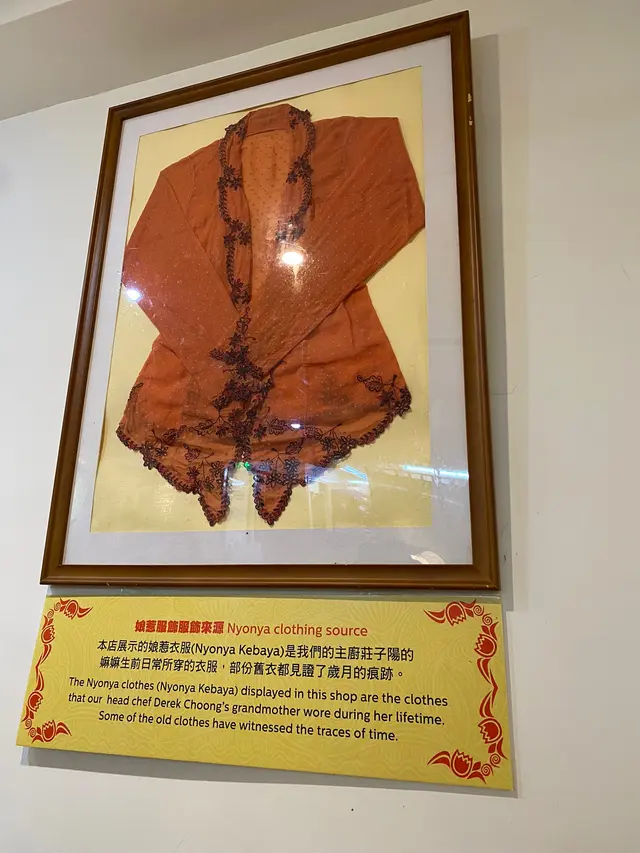 娘惹服飾服飾來源 Nyonya clothing source
本店展示的娘惹衣服(Nyonya Kebaya)是我們的主廚莊子陽的
嫲嫲生前日常所穿的衣服，部份舊衣都見證了歲月的痕跡。
The Nyonya clothes (Nyonya Kebaya) displayed in this shop are the clothes
that our head chef Derek Choong's grandmother wore during her lifetime.
Some of the old clothes have witnessed the traces of time.